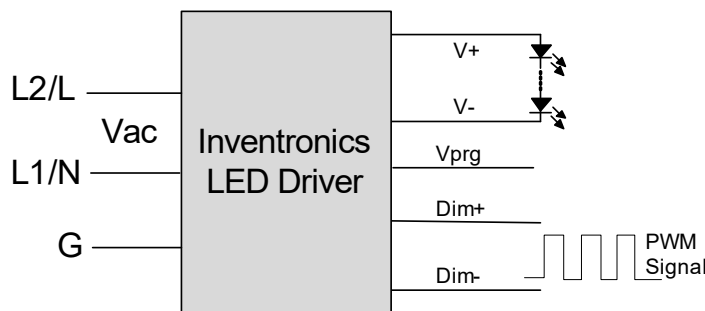 L2/L
Vac
L1/N
G
Inventronics
LED Driver
V+
V-
Vprg
Dim+
Dim-
PWM
Signal